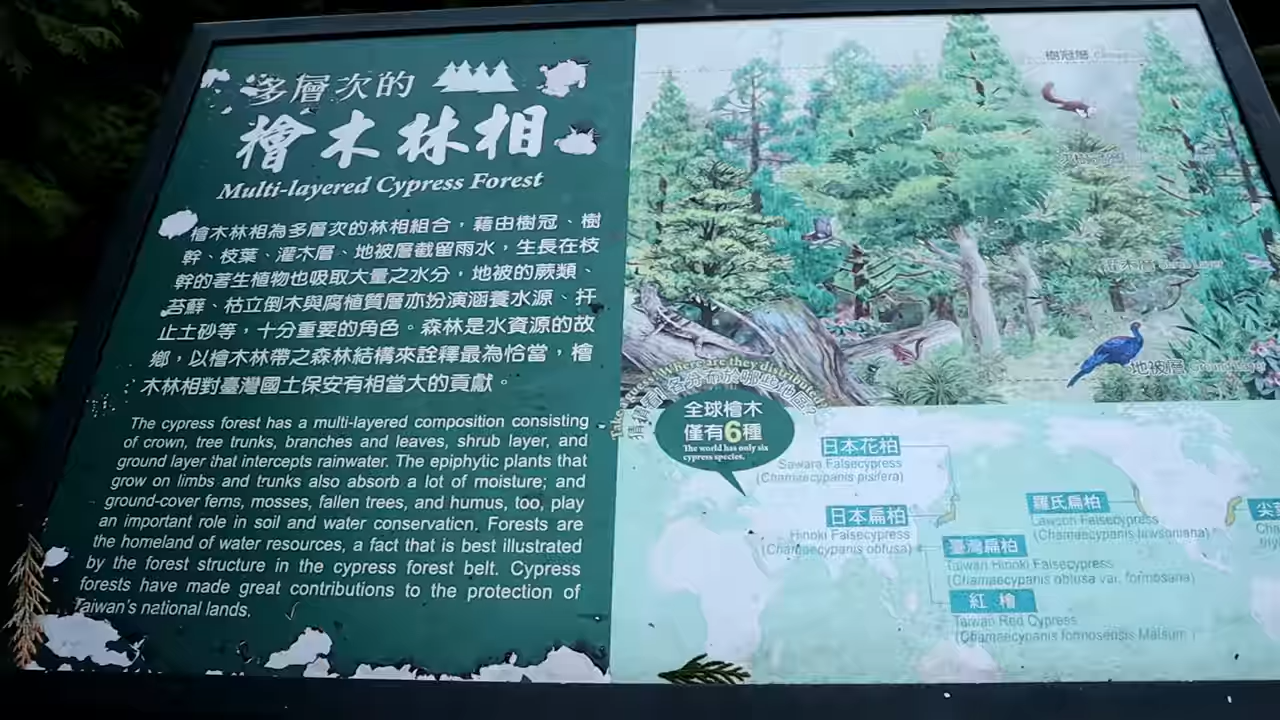 多層次的
檜木林相
Multi-layered Cypress Forest
檜木林相為多層次的林相組合，藉由樹冠、樹
幹、枝葉、灌木層、地被層截留雨水，生長在枝
幹的著生植物也吸取大量之水分，地被的蕨類、
苔蘚、枯立倒木與腐植質層亦扮演涵養水源、扞
止土砂等，十分重要的角色。森林是水資源的故
鄉，以檜木林帶之森林結構來詮釋最為恰當，檜
木林相對臺灣國土保安有相當大的貢獻。
The cypress forest has a multi-layered composition consisting
of crown, tree trunks, branches and leaves, shrub layer, and
ground layer that intercepts rainwater. The epiphytic plants that
grow on limbs and trunks also absorb a lot of moisture; and
ground-cover ferns, mosses, fallen trees, and humus, too, play
an important role in soil and water conservation. Forests are
the homeland of water resources, a fact that is best illustrated
by the forest structure in the cypress forest belt. Cypress
forests have made great contributions to the protection of
Taiwan's national lands.
樹冠層
灌木層
地被層
Where are they distributed?
全球檜木
僅有6種
The world has only six
cypress species.
日本花柏
Sawara Falsecypress
(Chamaecyparis pisifera)
日本扁柏
Hinoki Falsecypress
(Chamaecyparis obtusa)
羅氏扁柏
Lawson Falsecypress
(Chamaecyparis lawsoniana)
臺灣扁柏
Taiwan Hinoki Falsecypress
(Chamaecyparis obtusa var. formosana)
紅檜
Taiwan Red Cypress
(Chamaecyparis formosensis Matsum.)